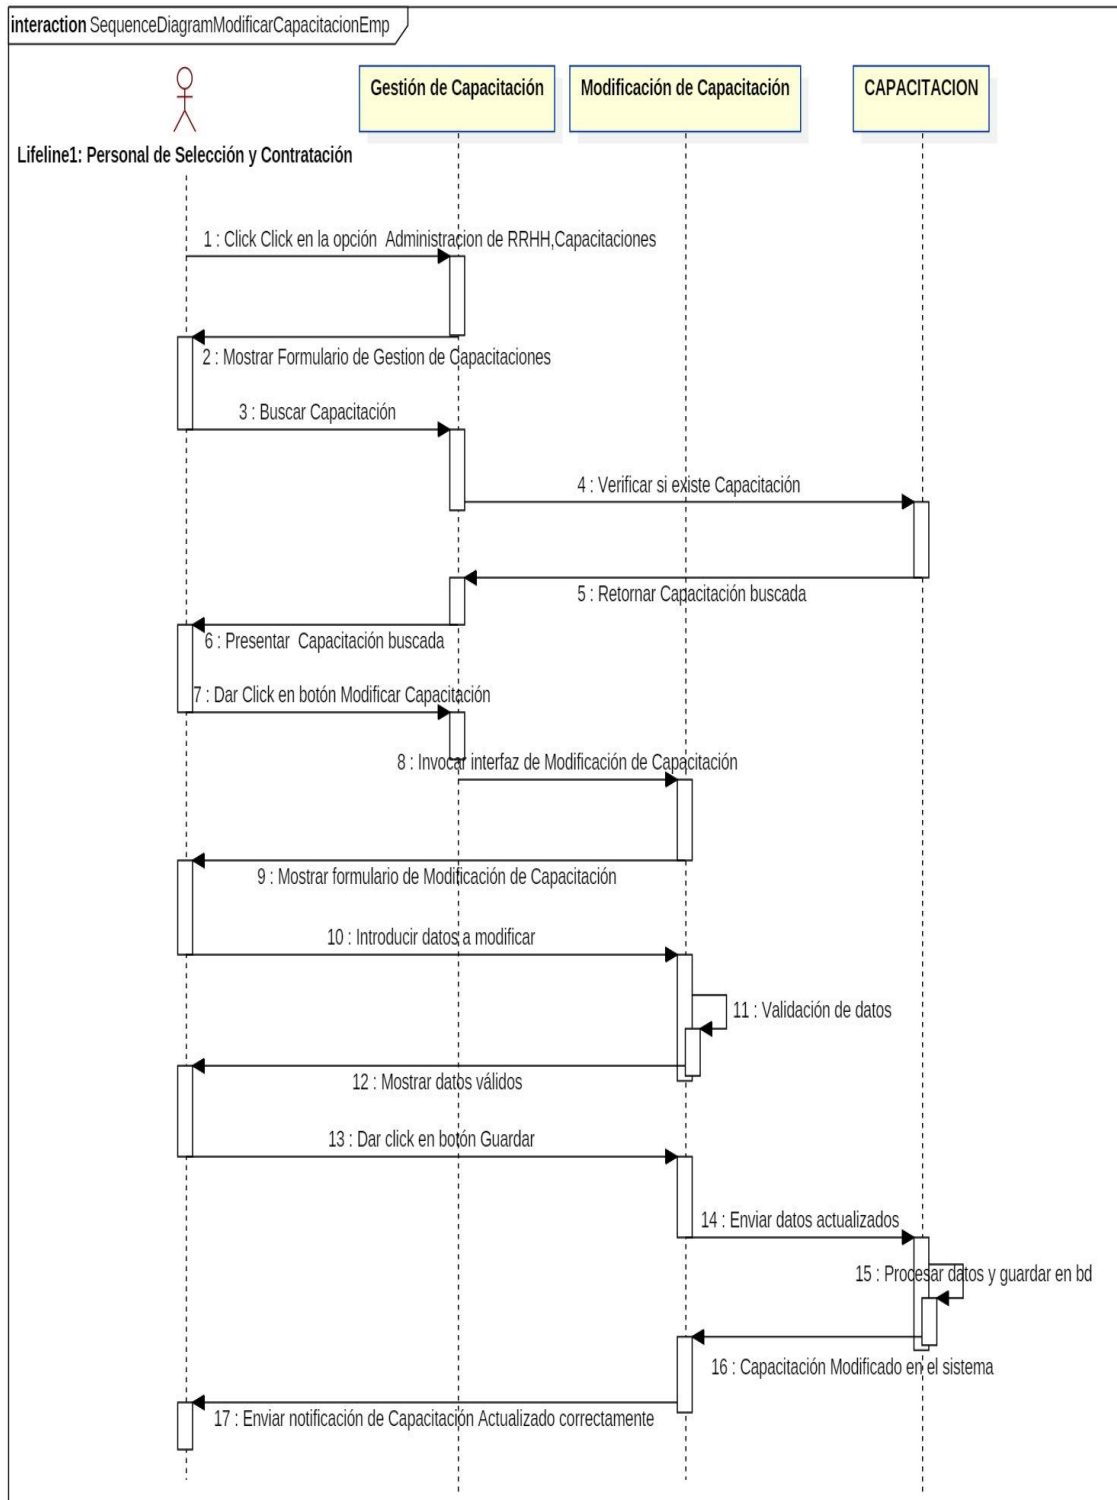 interaction SequenceDiagramModificarCapacitacionEmp
Gestión de Capacitación
Modificación de Capacitación
CAPACITACION
Lifeline1: Personal de Selección y Contratación
1 : Click Click en la opción  Administracion de RRHH,Capacitaciones
2 : Mostrar Formulario de Gestion de Capacitaciones
3 : Buscar Capacitación
4 : Verificar si existe Capacitación
5 : Retornar Capacitación buscada
6 : Presentar  Capacitación buscada
7 : Dar Click en botón Modificar Capacitación
8 : Invocar interfaz de Modificación de Capacitación
9 : Mostrar formulario de Modificación de Capacitación
10 : Introducir datos a modificar
11 : Validación de datos
12 : Mostrar datos válidos
13 : Dar click en botón Guardar
14 : Enviar datos actualizados
15 : Procesar datos y guardar en bd
16 : Capacitación Modificado en el sistema
17 : Enviar notificación de Capacitación Actualizado correctamente